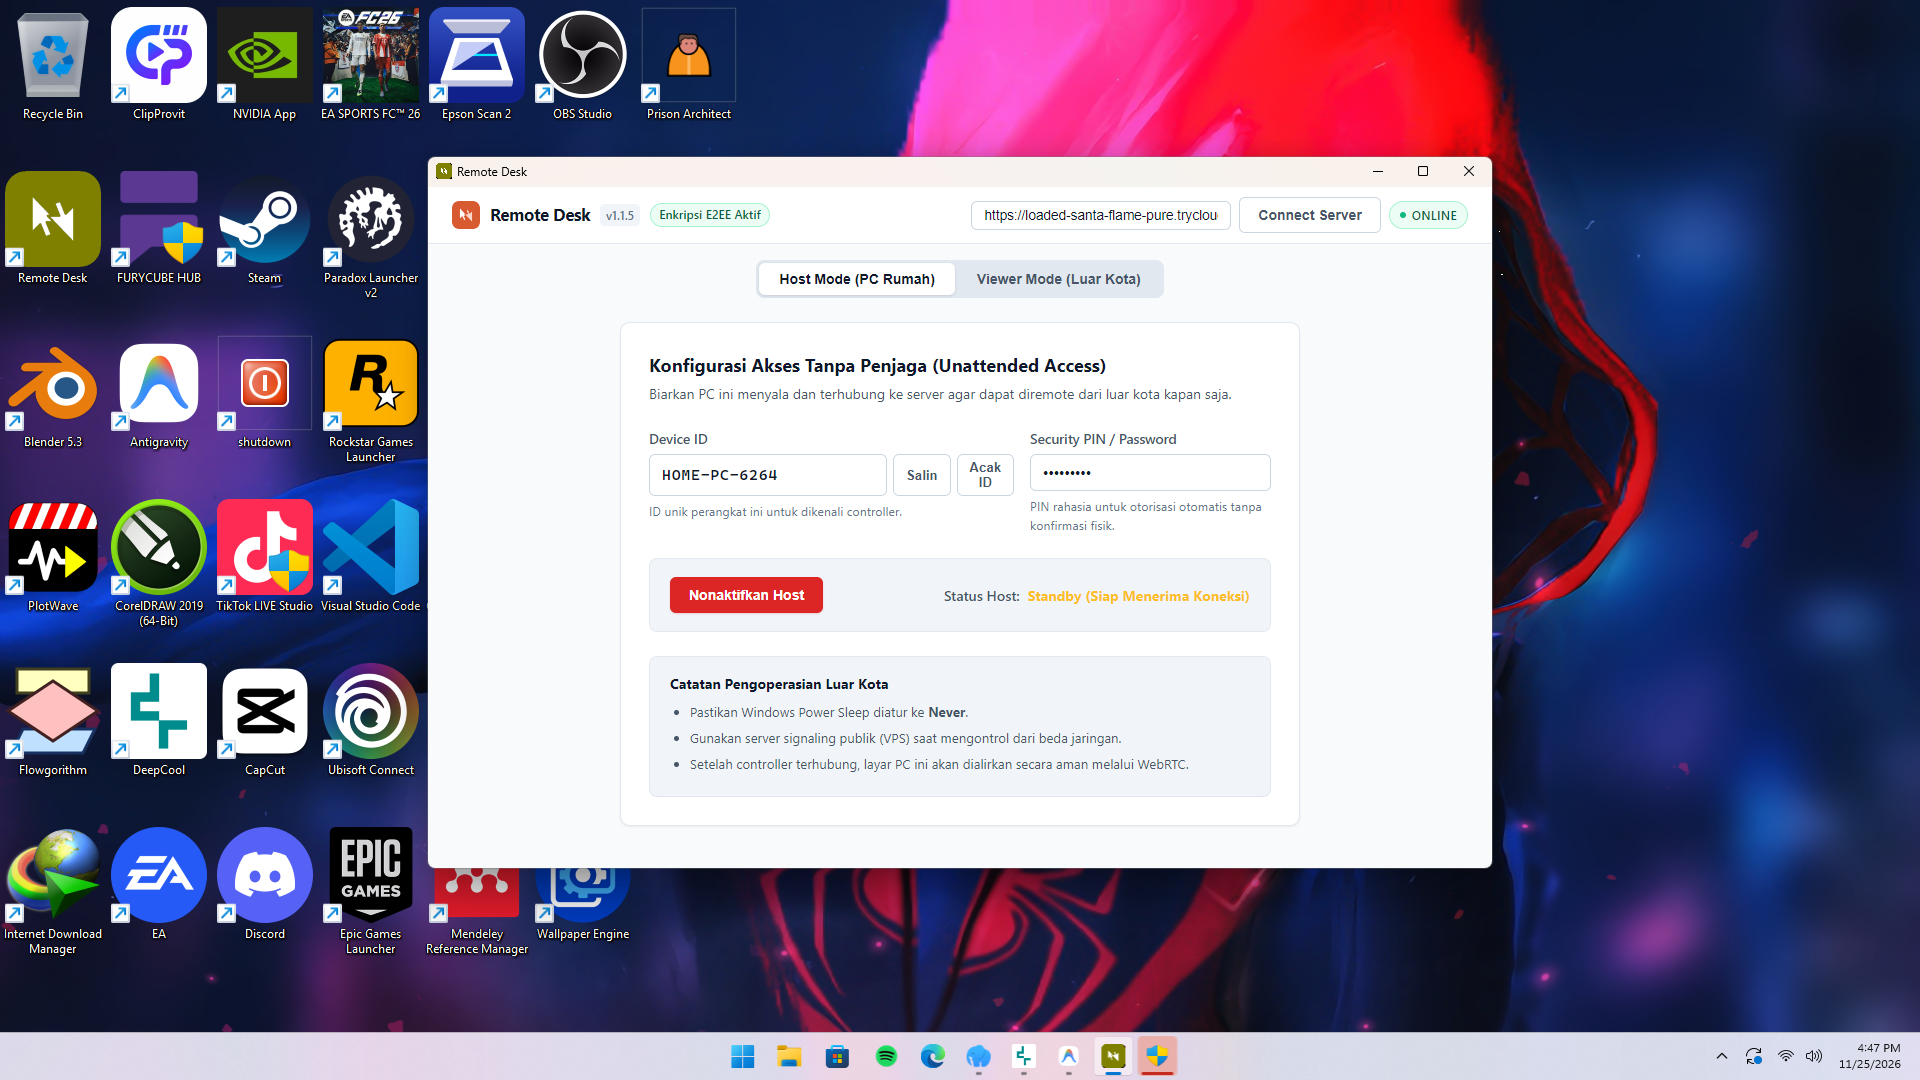 Recycle Bin
ClipProvit
NVIDIA App
FC26
EA SPORTS FC™ 26
Epson Scan 2
OBS Studio
Prison Architect
Remote Desk
FURYCUBE HUB
Steam
Paradox Launcher
v2
Blender 5.3
Antigravity
shutdown
Rockstar Games
Launcher
PlotWave
CorelDRAW 2019
(64-Bit)
TikTok LIVE Studio
Visual Studio Code
Flowgorithm
DeepCool
CapCut
Ubisoft Connect
Internet Download
Manager
EA
EA
Discord
EPIC
GAMES
Epic Games
Launcher
Mendeley
Reference Manager
Wallpaper Engine
Remote Desk
Remote Desk
v1.1.5
Enkripsi E2EE Aktif
https://loaded-santa-flame-pure.tryclou
Connect Server
ONLINE
Host Mode (PC Rumah)
Viewer Mode (Luar Kota)
Konfigurasi Akses Tanpa Penjaga (Unattended Access)
Biarkan PC ini menyala dan terhubung ke server agar dapat diremote dari luar kota kapan saja.
Device ID
HOME-PC-6264
Salin
Acak
ID
ID unik perangkat ini untuk dikenali controller.
Security PIN / Password
•••••••••
PIN rahasia untuk otorisasi otomatis tanpa
konfirmasi fisik.
Nonaktifkan Host
Status Host: Standby (Siap Menerima Koneksi)
Catatan Pengoperasian Luar Kota
• Pastikan Windows Power Sleep diatur ke Never.
• Gunakan server signaling publik (VPS) saat mengontrol dari beda jaringan.
• Setelah controller terhubung, layar PC ini akan dialirkan secara aman melalui WebRTC.
4:47 PM
11/25/2026